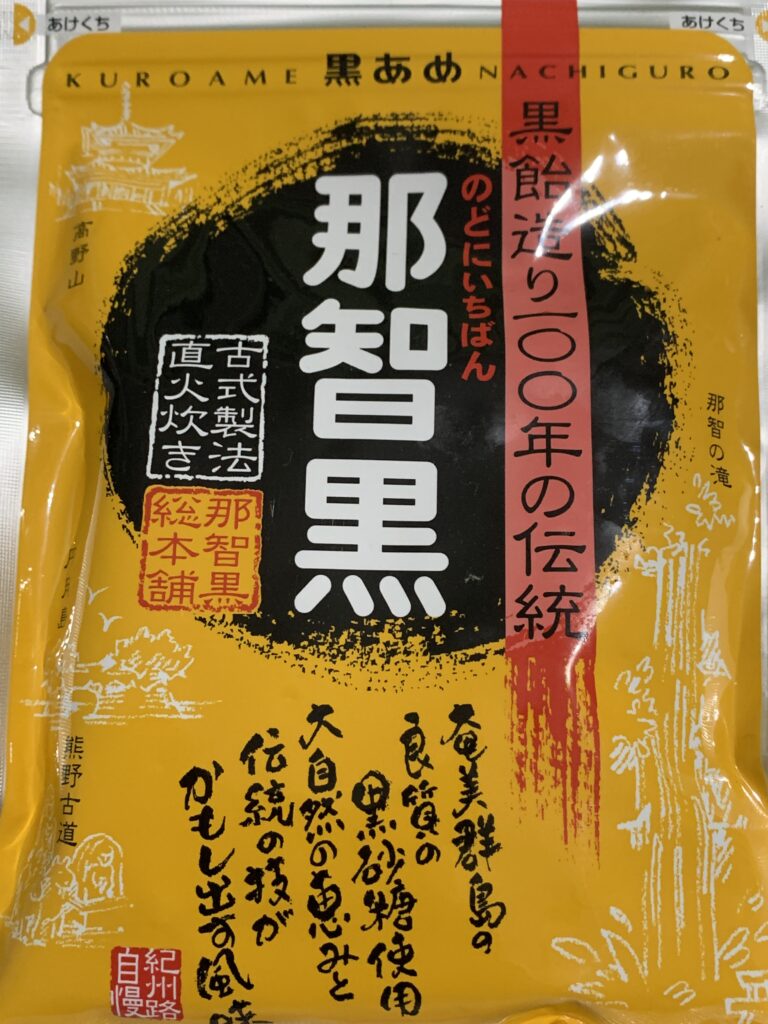 あけくち
あけくち
KUROAME 黒あめ NACHIGURO
黒飴造り一〇〇年の伝統
のどにいちばん
那智黒
古式製法
直火炊き
那智黒
総本舗
高野山
那智の滝
熊野古道
奄美群島の
良質の
黒砂糖使用
大自然の恵みと
伝統の技が
かもし出す風味
紀州路
自慢